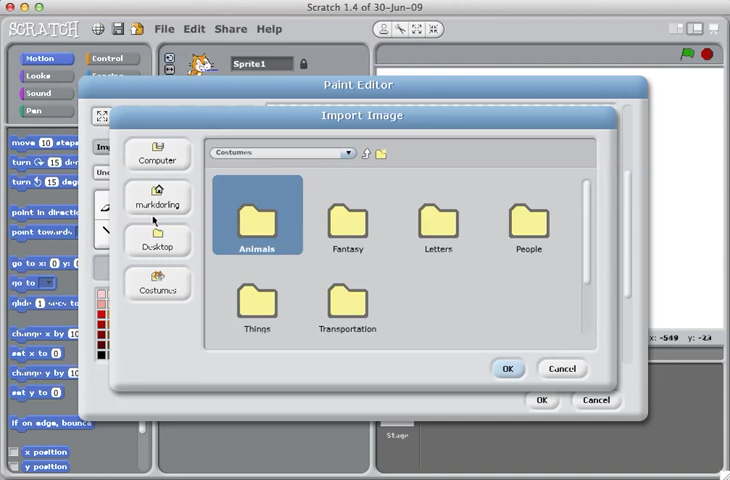 Scratch 1.4 of 30-Jun-09
SCRATCH File Edit Share Help
Motion Control
Looks
Sound
Pen
Sprite1
Paint Editor
Import Image
Computer
markdorling
Desktop
Costumes
Costumes
Animals Fantasy Letters People
Things Transportation
OK Cancel
OK Cancel
move 10 steps
turn 15
turn 15
point in direction
point towards
go to x: 0 y:
go to
glide 1 secs to
change x by 10
set x to 0
change y by 10
set y to 0
if on edge, bounce
x position
y position
x: -549
Stage